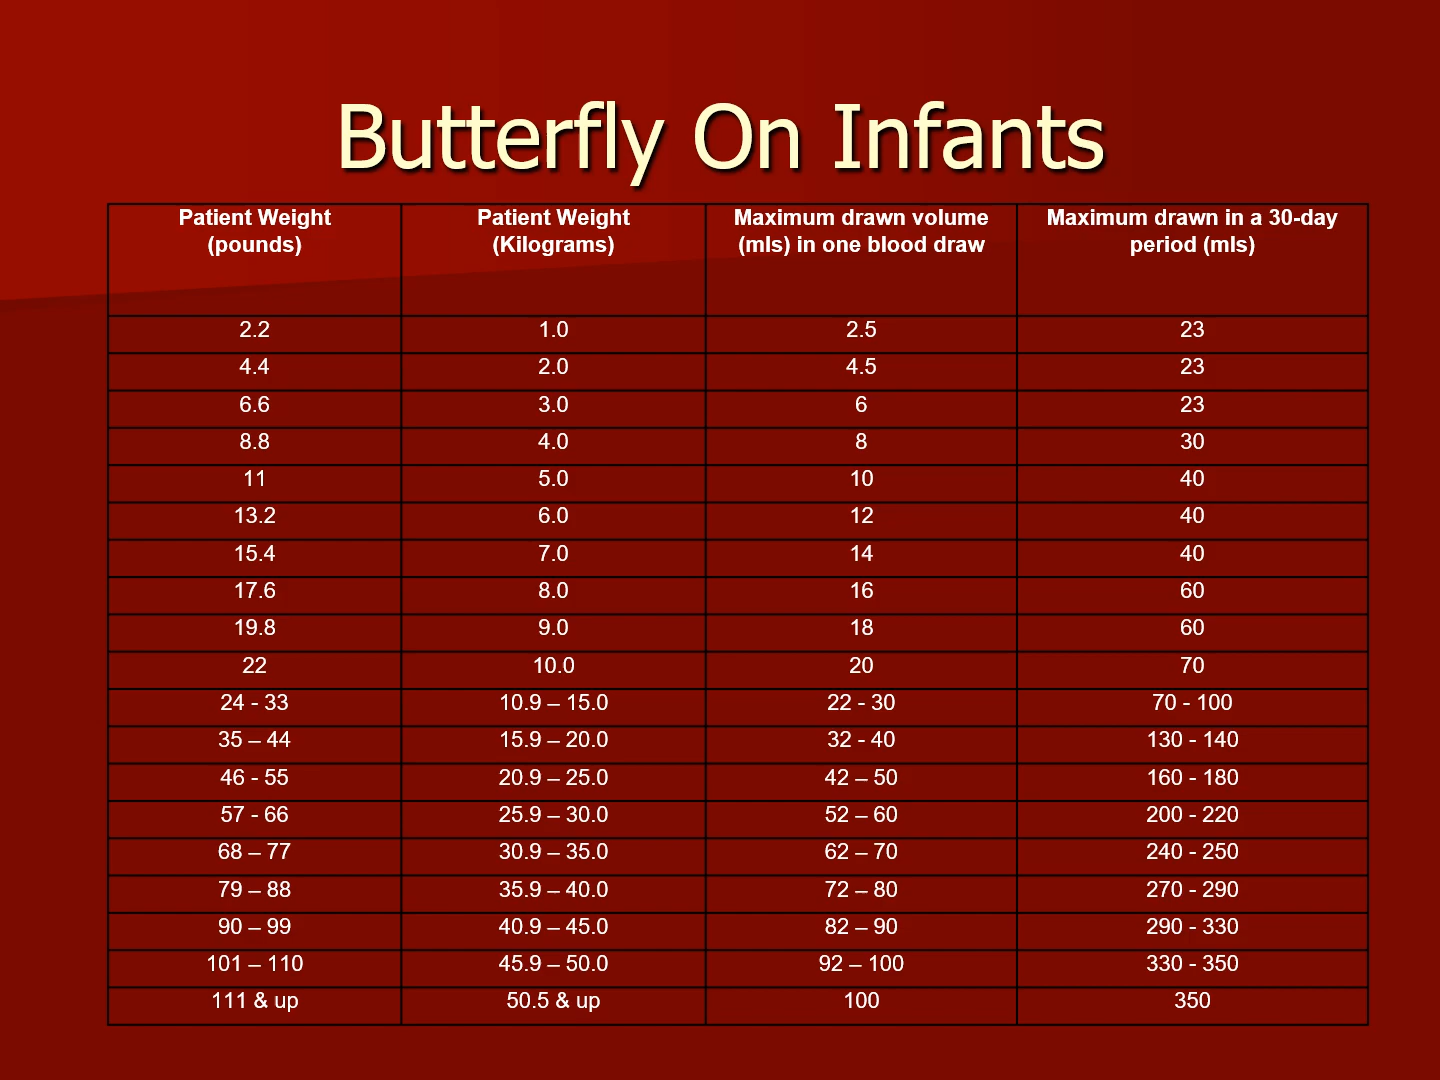 Butterfly On Infants
Patient Weight (pounds) Patient Weight (Kilograms) Maximum drawn volume (mls) in one blood draw Maximum drawn in a 30-day period (mls)
2.2 1.0 2.5 23
4.4 2.0 4.5 23
6.6 3.0 6 23
8.8 4.0 8 30
11 5.0 10 40
13.2 6.0 12 40
15.4 7.0 14 40
17.6 8.0 16 60
19.8 9.0 18 60
22 10.0 20 70
24 - 33 10.9 – 15.0 22 - 30 70 - 100
35 – 44 15.9 – 20.0 32 - 40 130 - 140
46 - 55 20.9 – 25.0 42 – 50 160 - 180
57 - 66 25.9 – 30.0 52 – 60 200 - 220
68 – 77 30.9 – 35.0 62 – 70 240 - 250
79 – 88 35.9 – 40.0 72 – 80 270 - 290
90 – 99 40.9 – 45.0 82 – 90 290 - 330
101 – 110 45.9 – 50.0 92 – 100 330 - 350
111 & up 50.5 & up 100 350